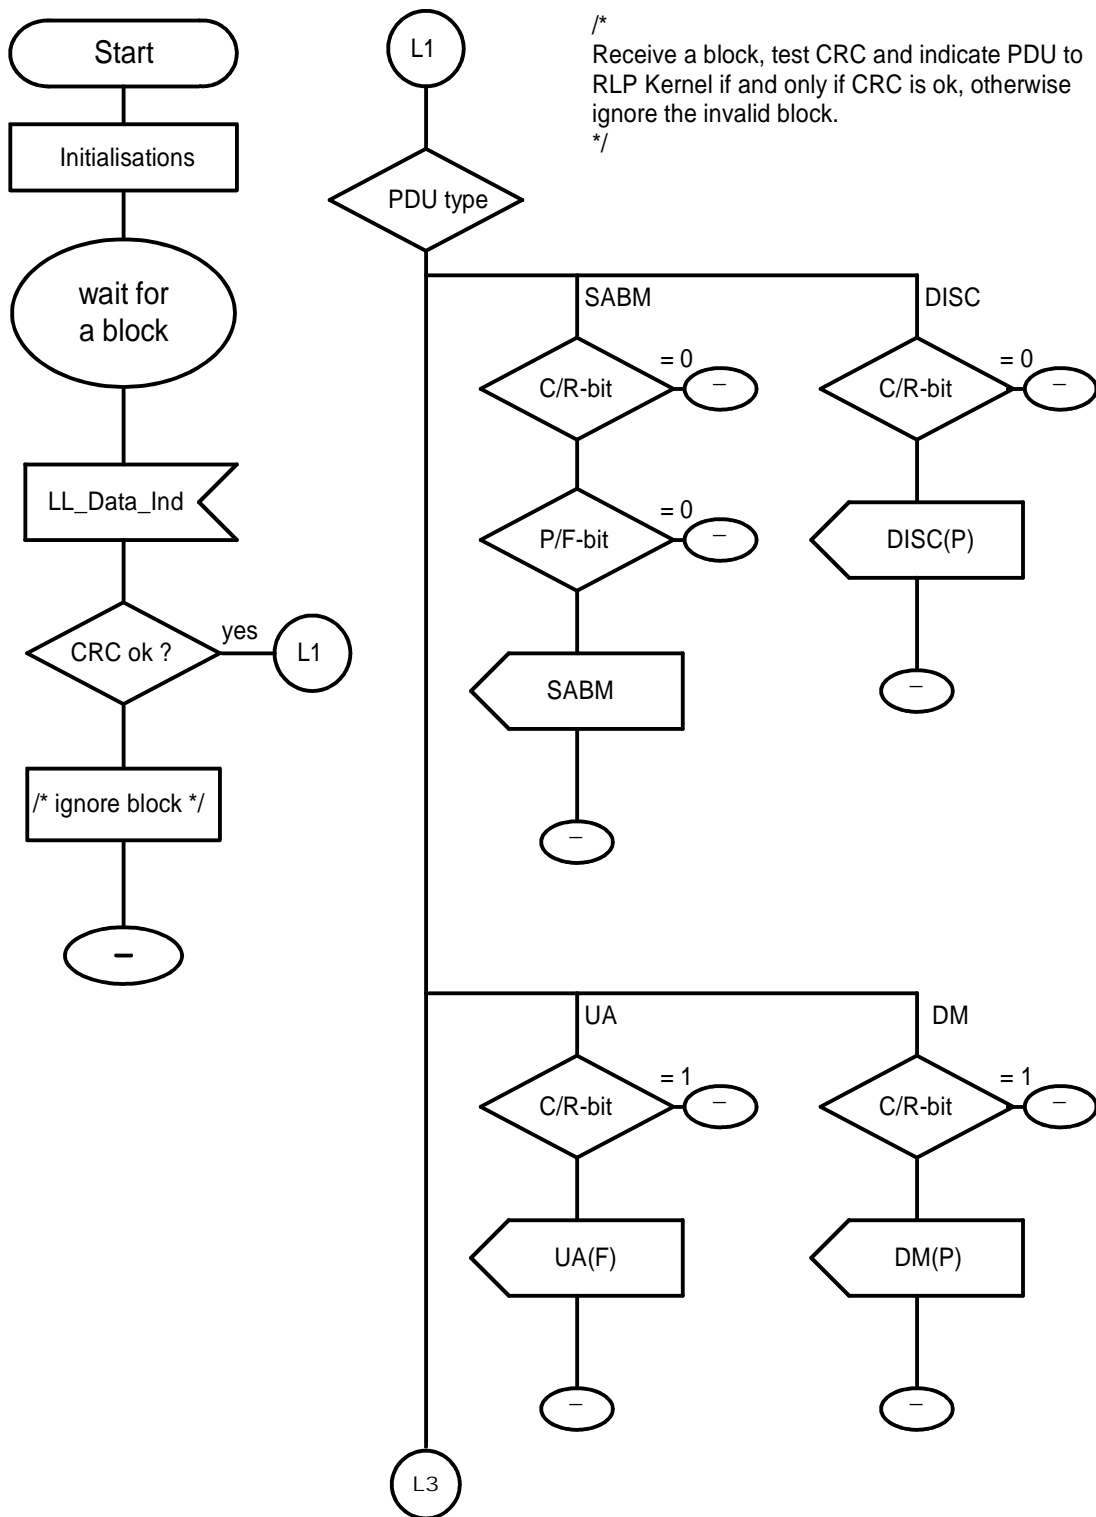 Start
Initialisations
wait for
a block
LL_Data_Ind
CRC ok ?
yes
L1
/* ignore block */
–
L1
/*
Receive a block, test CRC and indicate PDU to
RLP Kernel if and only if CRC is ok, otherwise
ignore the invalid block.
*/
PDU type
SABM
C/R-bit
= 0
–
P/F-bit
= 0
–
SABM
–
DISC
C/R-bit
= 0
–
DISC(P)
–
UA
C/R-bit
= 1
–
UA(F)
–
DM
C/R-bit
= 1
–
DM(P)
–
L3